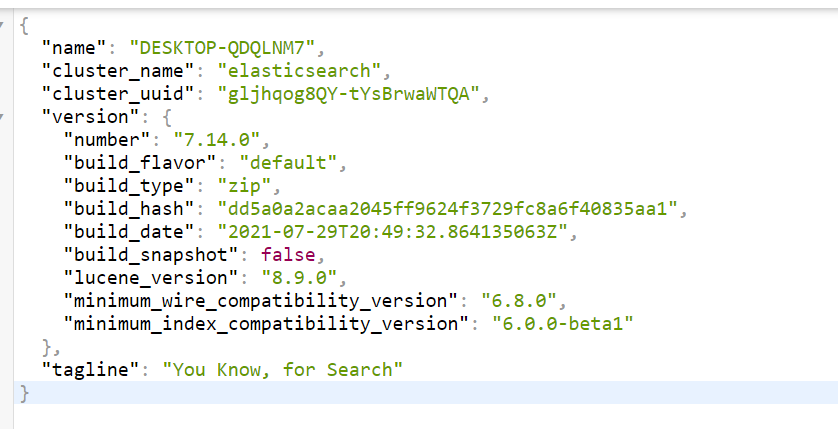 {
  "name": "DESKTOP-QDQLNM7",
  "cluster_name": "elasticsearch",
  "cluster_uuid": "gljhqog8QY-tYsBrwaWTQA",
  "version": {
    "number": "7.14.0",
    "build_flavor": "default",
    "build_type": "zip",
    "build_hash": "dd5a0a2acaa2045ff9624f3729fc8a6f40835aa1",
    "build_date": "2021-07-29T20:49:32.864135063Z",
    "build_snapshot": false,
    "lucene_version": "8.9.0",
    "minimum_wire_compatibility_version": "6.8.0",
    "minimum_index_compatibility_version": "6.0.0-beta1"
  },
  "tagline": "You Know, for Search"
}